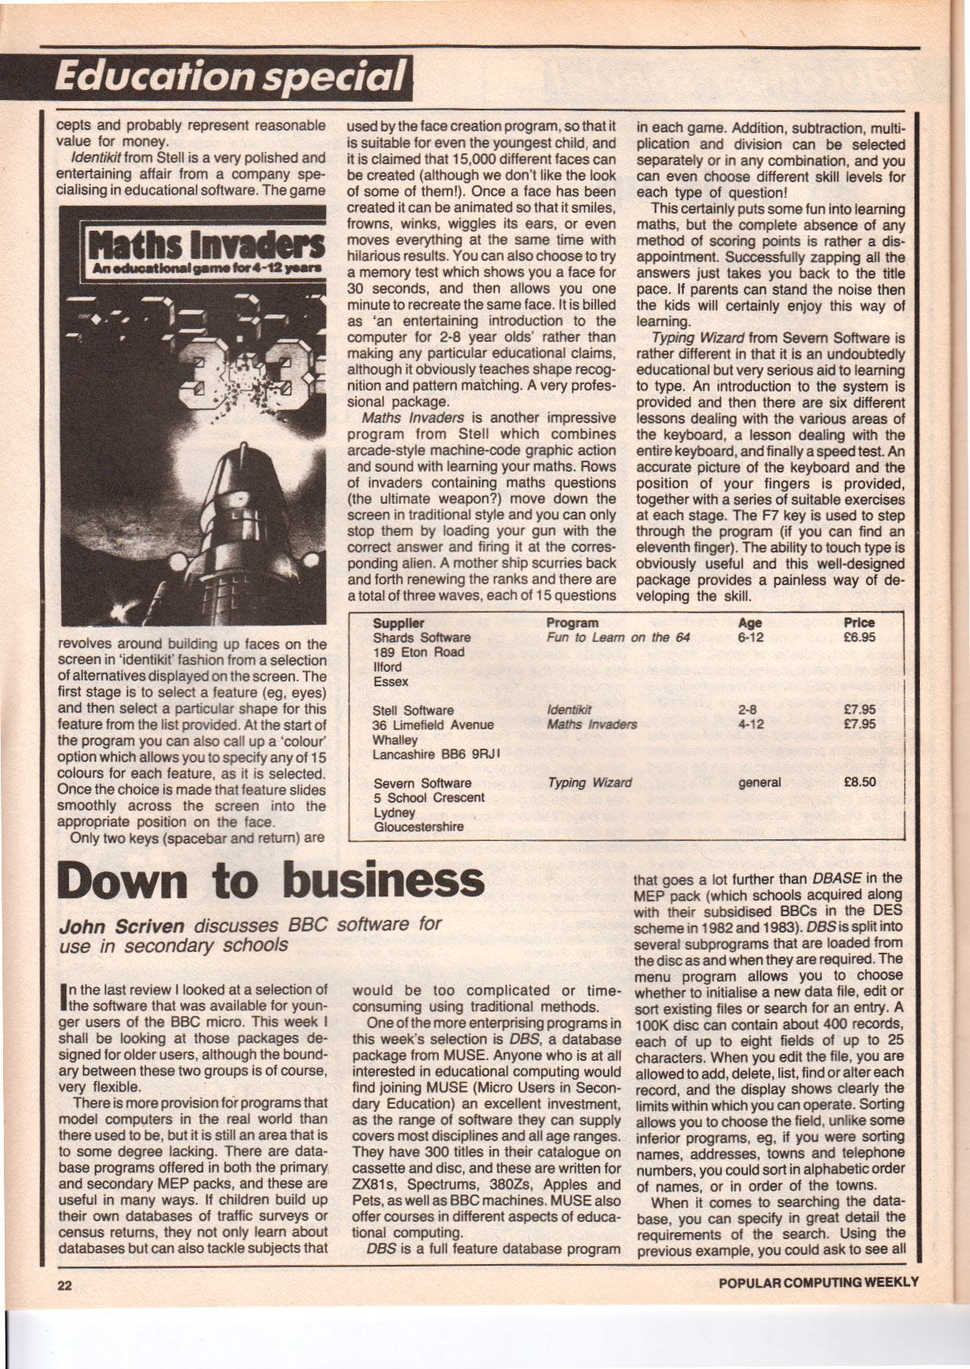 Education special
cepts and probably represent reasonable
value for money.
Identikit from Stell is a very polished and
entertaining affair from a company spe-
cialising in educational software. The game
Maths Invaders
An educational game for 4-12 years
revolves around building up faces on the
screen in 'identikit' fashion from a selection
of alternatives displayed on the screen. The
first stage is to select a feature (eg, eyes)
and then select a particular shape for this
feature from the list provided. At the start of
the program you can also call up a 'colour'
option which allows you to specify any of 15
colours for each feature, as it is selected.
Once the choice is made that feature slides
smoothly across the screen into the
appropriate position on the face.
Only two keys (spacebar and return) are
used by the face creation program, so that it
is suitable for even the youngest child, and
it is claimed that 15,000 different faces can
be created (although we don't like the look
of some of them!). Once a face has been
created it can be animated so that it smiles,
frowns, winks, wiggles its ears, or even
moves everything at the same time with
hilarious results. You can also choose to try
a memory test which shows you a face for
30 seconds, and then allows you one
minute to recreate the same face. It is billed
as 'an entertaining introduction to the
computer for 2-8 year olds' rather than
making any particular educational claims,
although it obviously teaches shape recog-
nition and pattern matching. A very profes-
sional package.
Maths Invaders is another impressive
program from Stell which combines
arcade-style machine-code graphic action
and sound with learning your maths. Rows
of invaders containing maths questions
(the ultimate weapon?) move down the
screen in traditional style and you can only
stop them by loading your gun with the
correct answer and firing it at the corres-
ponding alien. A mother ship scurries back
and forth renewing the ranks and there are
a total of three waves, each of 15 questions
in each game. Addition, subtraction, multi-
plication and division can be selected
separately or in any combination, and you
can even choose different skill levels for
each type of question!
This certainly puts some fun into learning
maths, but the complete absence of any
method of scoring points is rather a dis-
appointment. Successfully zapping all the
answers just takes you back to the title
pace. If parents can stand the noise then
the kids will certainly enjoy this way of
learning.
Typing Wizard from Severn Software is
rather different in that it is an undoubtedly
educational but very serious aid to learning
to type. An introduction to the system is
provided and then there are six different
lessons dealing with the various areas of
the keyboard, a lesson dealing with the
entire keyboard, and finally a speed test. An
accurate picture of the keyboard and the
position of your fingers is provided,
together with a series of suitable exercises
at each stage. The F7 key is used to step
through the program (if you can find an
eleventh finger). The ability to touch type is
obviously useful and this well-designed
package provides a painless way of de-
veloping the skill.
Supplier Program Age Price
Shards Software Fun to Learn on the 64 6-12 £6.95
189 Eton Road
Ilford
Essex
Stell Software Identikit 2-8 £7.95
36 Limefield Avenue Maths Invaders 4-12 £7.95
Whalley
Lancashire BB6 9RJ
Severn Software Typing Wizard general £8.50
5 School Crescent
Lydney
Gloucestershire
Down to business
John Scriven discusses BBC software for
use in secondary schools
In the last review I looked at a selection of
the software that was available for youn-
ger users of the BBC micro. This week I
shall be looking at those packages de-
signed for older users, although the bound-
ary between these two groups is of course,
very flexible.
There is more provision for programs that
model computers in the real world than
there used to be, but it is still an area that is
to some degree lacking. There are data-
base programs offered in both the primary
and secondary MEP packs, and these are
useful in many ways. If children build up
their own databases of traffic surveys or
census returns, they not only learn about
databases but can also tackle subjects that
would be too complicated or time-
consuming using traditional methods.
One of the more enterprising programs in
this week's selection is DBS, a database
package from MUSE. Anyone who is at all
interested in educational computing would
find joining MUSE (Micro Users in Secon-
dary Education) an excellent investment,
as the range of software they can supply
covers most disciplines and all age ranges.
They have 300 titles in their catalogue on
cassette and disc, and these are written for
ZX81s, Spectrums, 380Zs, Apples and
Pets, as well as BBC machines. MUSE also
offer courses in different aspects of educa-
tional computing.
DBS is a full feature database program
that goes a lot further than DBASE in the
MEP pack (which schools acquired along
with their subsidised BBCs in the DES
scheme in 1982 and 1983). DBS is split into
several subprograms that are loaded from
the disc as and when they are required. The
menu program allows you to choose
whether to initialise a new data file, edit or
sort existing files or search for an entry. A
100K disc can contain about 400 records,
each of up to eight fields of up to 25
characters. When you edit the file, you are
allowed to add, delete, list, find or alter each
record, and the display shows clearly the
limits within which you can operate. Sorting
allows you to choose the field, unlike some
inferior programs, eg, if you were sorting
names, addresses, towns and telephone
numbers, you could sort in alphabetic order
of names, or in order of the towns.
When it comes to searching the data-
base, you can specify in great detail the
requirements of the search. Using the
previous example, you could ask to see all
22
POPULAR COMPUTING WEEKLY